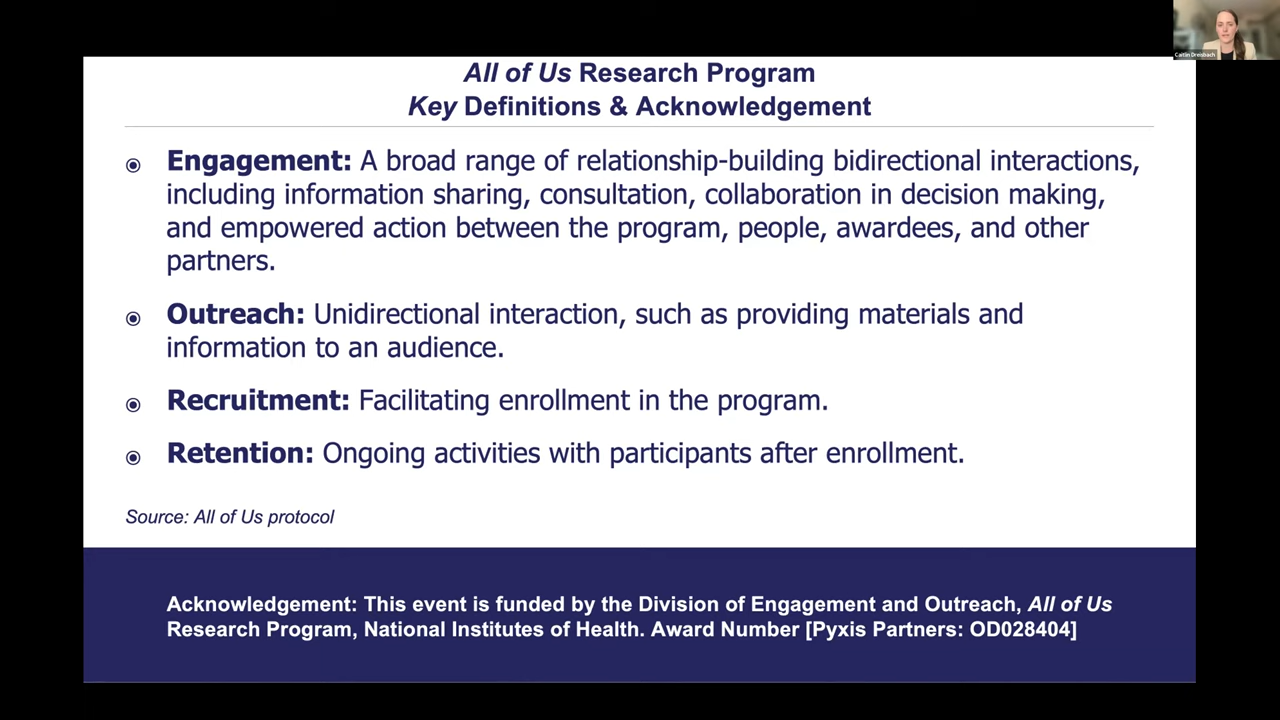 Caitlin Dreisbach
All of Us Research Program
Key Definitions & Acknowledgement
Engagement: A broad range of relationship-building bidirectional interactions,
including information sharing, consultation, collaboration in decision making,
and empowered action between the program, people, awardees, and other
partners.
Outreach: Unidirectional interaction, such as providing materials and
information to an audience.
Recruitment: Facilitating enrollment in the program.
Retention: Ongoing activities with participants after enrollment.
Source: All of Us protocol
Acknowledgement: This event is funded by the Division of Engagement and Outreach, All of Us
Research Program, National Institutes of Health. Award Number [Pyxis Partners: OD028404]